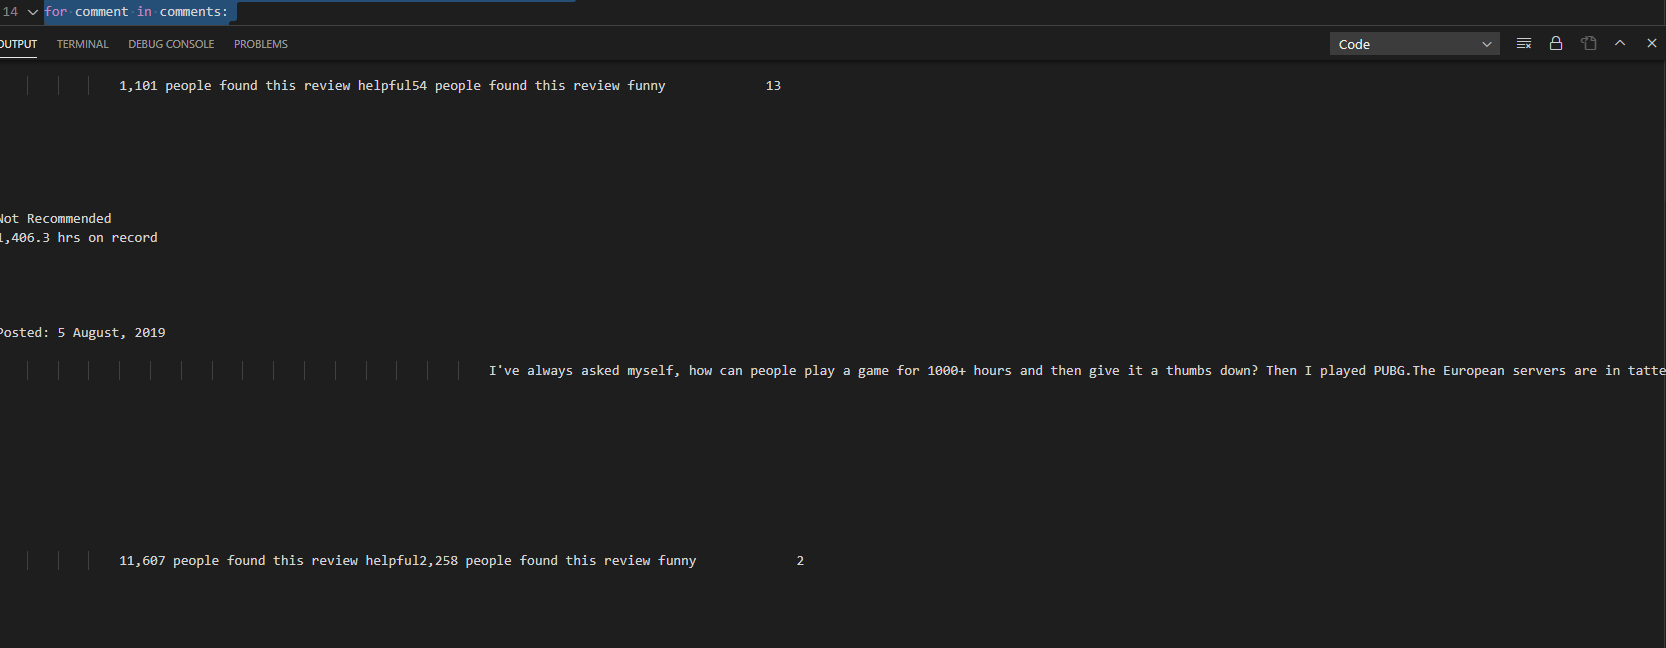 14 for comment in comments:
OUTPUT TERMINAL DEBUG CONSOLE PROBLEMS Code
1,101 people found this review helpful54 people found this review funny 13
Not Recommended
1,406.3 hrs on record
Posted: 5 August, 2019
I've always asked myself, how can people play a game for 1000+ hours and then give it a thumbs down? Then I played PUBG.The European servers are in tatte
11,607 people found this review helpful2,258 people found this review funny 2